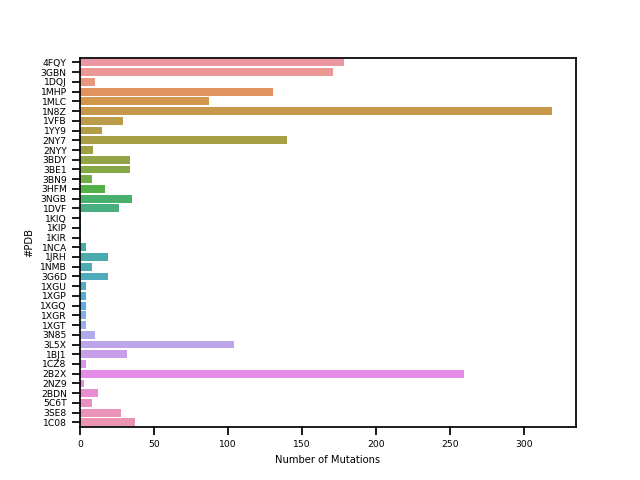 4FQY
3GBN
1DQJ
1MHP
1MLC
1N8Z
1VFB
1YY9
2NY7
2NYY
3BDY
3BE1
3BN9
3HFM
3NGB
1DVF
1KIQ
1KIP
1KIR
1NCA
1JRH
1NMB
3G6D
1XGU
1XGP
1XGQ
1XGR
1XGT
3N85
3L5X
1BJ1
1CZ8
2B2X
2NZ9
2BDN
5C6T
3SE8
1C08
#PDB
0 50 100 150 200 250 300
Number of Mutations